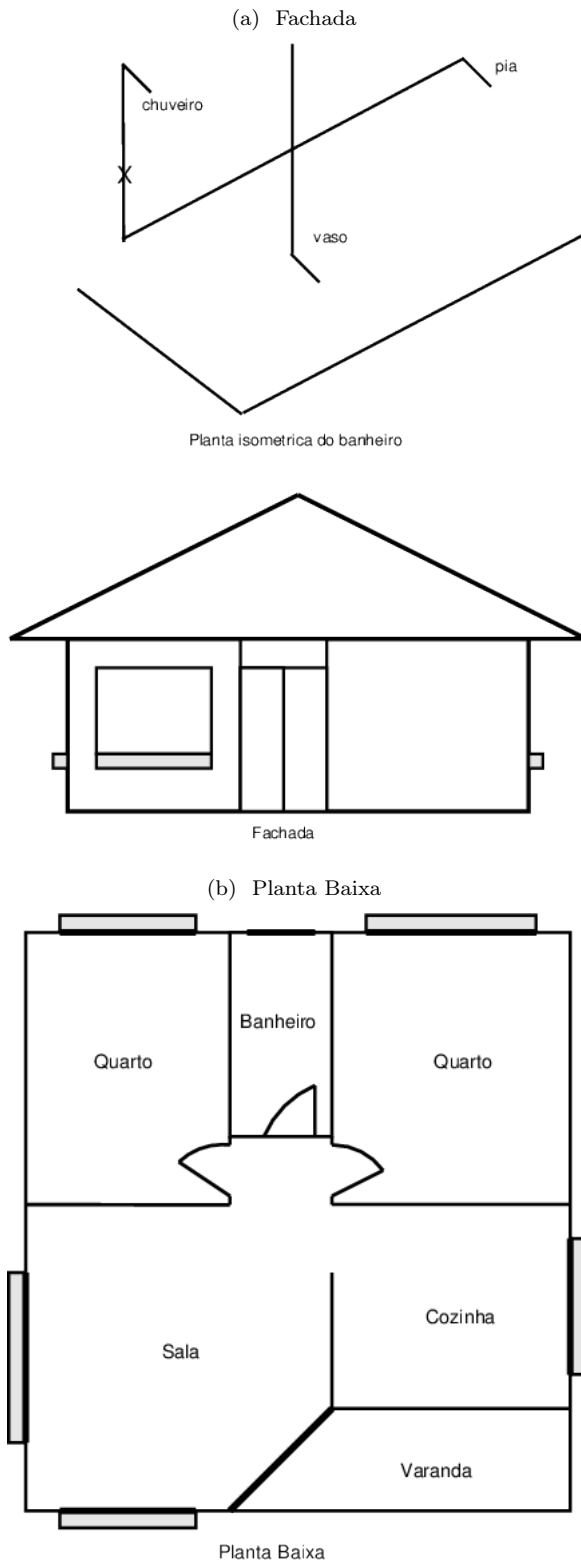 (a) Fachada
chuveiro
pia
X
vaso
Planta isometrica do banheiro
Fachada
(b) Planta Baixa
Banheiro
Quarto
Quarto
Cozinha
Sala
Varanda
Planta Baixa